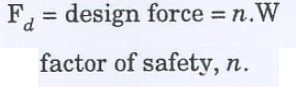 F_d = design force = n.W
factor of safety, n.